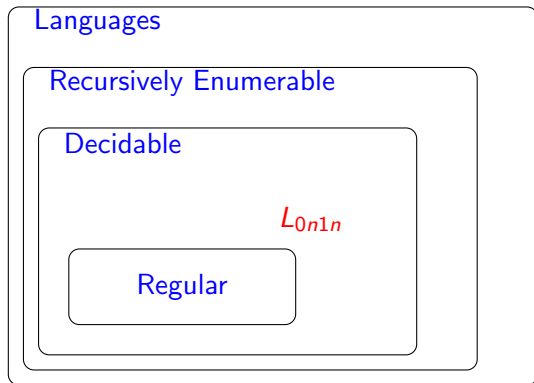 Languages
Recursively Enumerable
Decidable
L0n1n
Regular